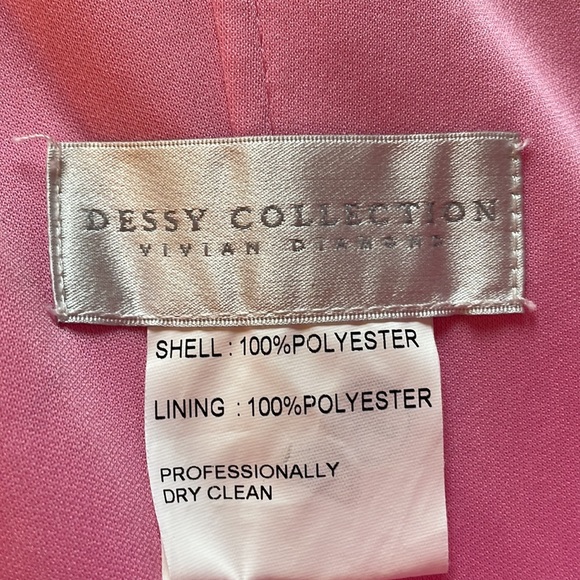 DESSY COLLECTION
VIVIAN DIAMOND
SHELL : 100%POLYESTER
LINING : 100%POLYESTER
PROFESSIONALLY
DRY CLEAN